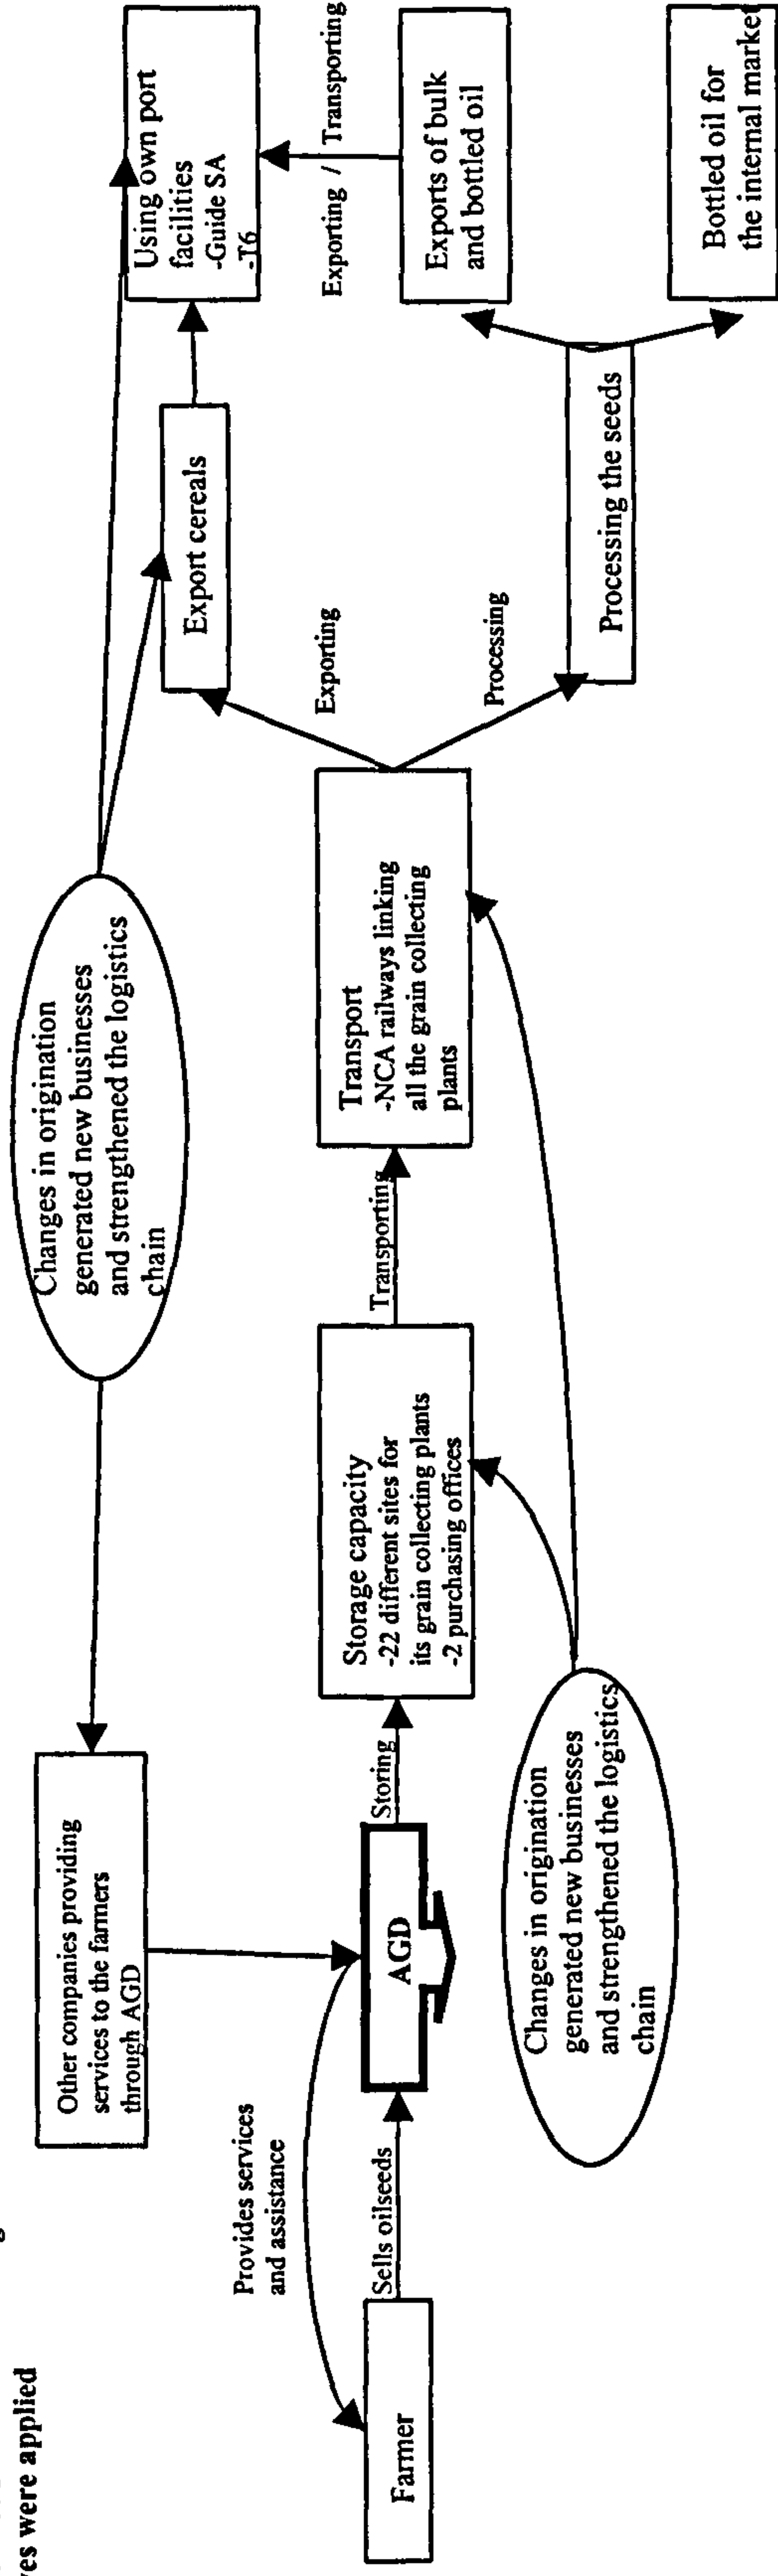 ves were applied
Other companies providing
services to the farmers
through AGD
Changes in origination
generated new businesses
and strengthened the logistics
chain
Using own port
facilities
-Guide SA
-T6
Export cereals
Provides services
and assistance
Farmer
Sells oilseeds
AGD
Storing
Storage capacity
-22 different sites for
its grain collecting plants
-2 purchasing offices
Transporting
Transport
-NCA railways linking
all the grain collecting
plants
Exporting
Processing
Exporting / Transporting
Exports of bulk
and bottled oil
Processing the seeds
Bottled oil for
the internal market
Changes in origination
generated new businesses
and strengthened the logistics
chain